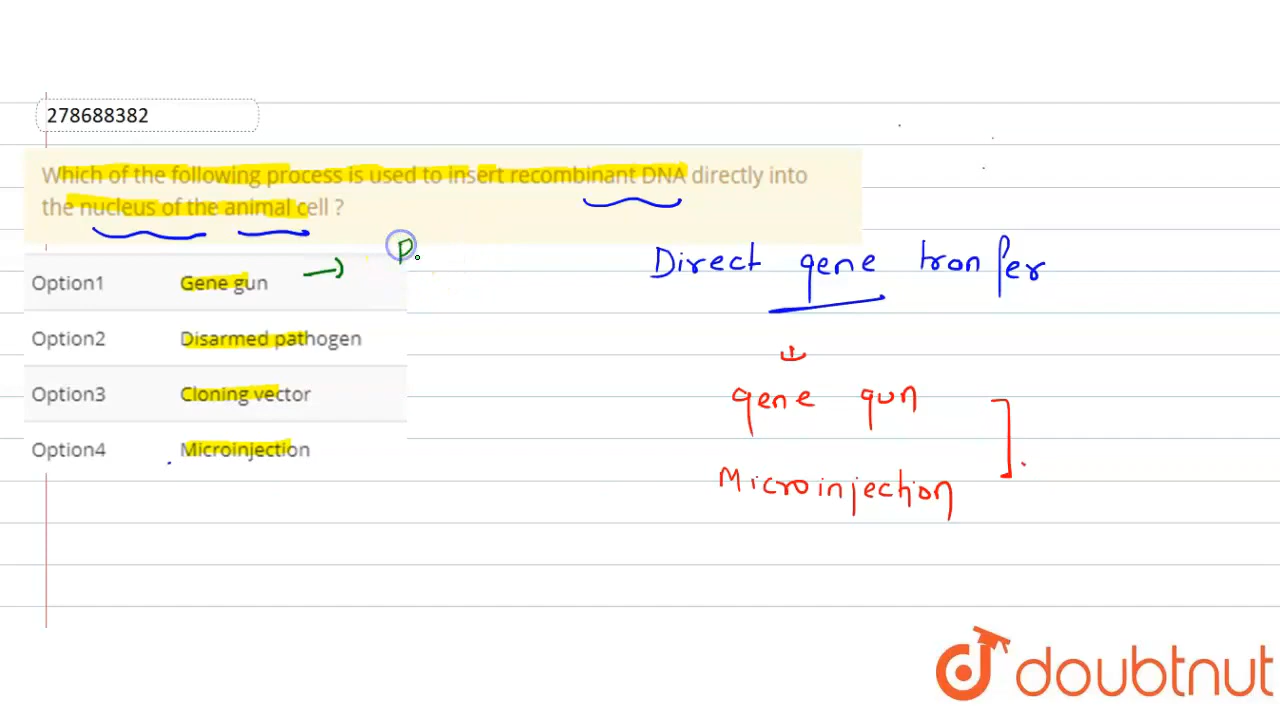 278688382
Which of the following process is used to insert recombinant DNA directly into
the nucleus of the animal cell ?
Option1 Gene gun → P
Option2 Disarmed pathogen
Option3 Cloning vector
Option4 Microinjection
Direct gene tronfer
gene gun
Microinjection
doubtnut